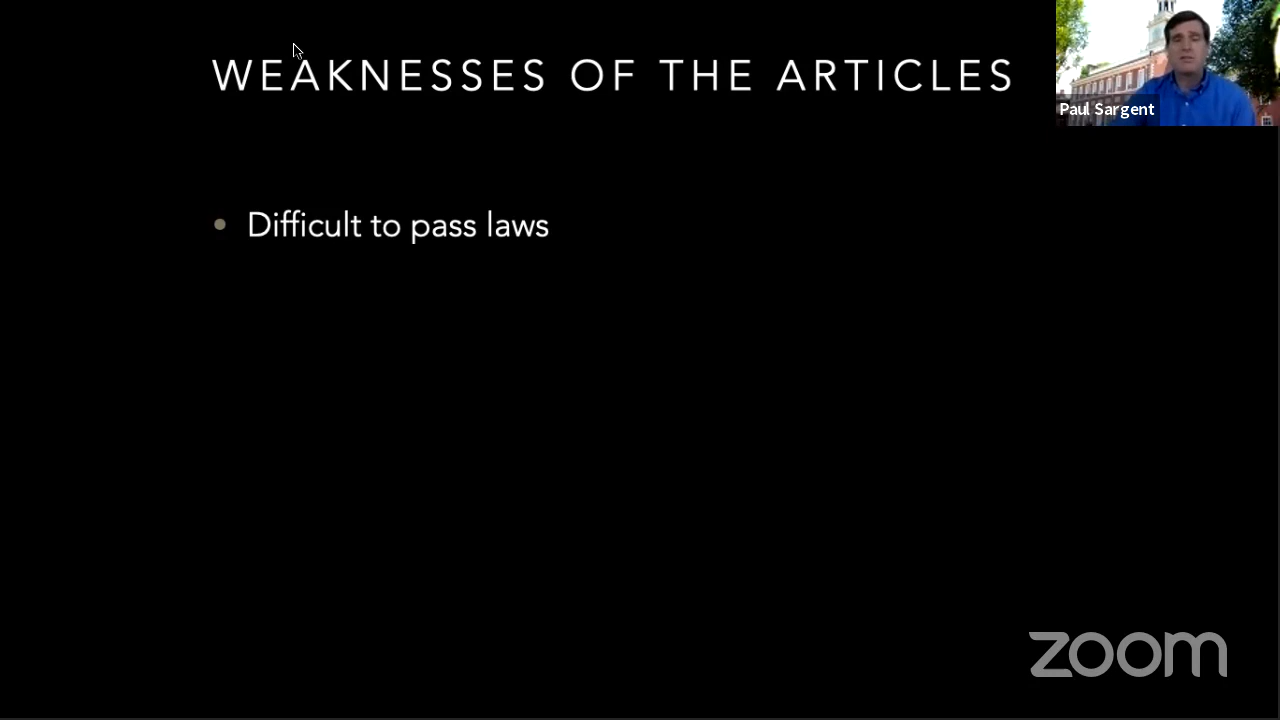 WEAKNESSES OF THE ARTICLES
Paul Sargent
• Difficult to pass laws
zoom